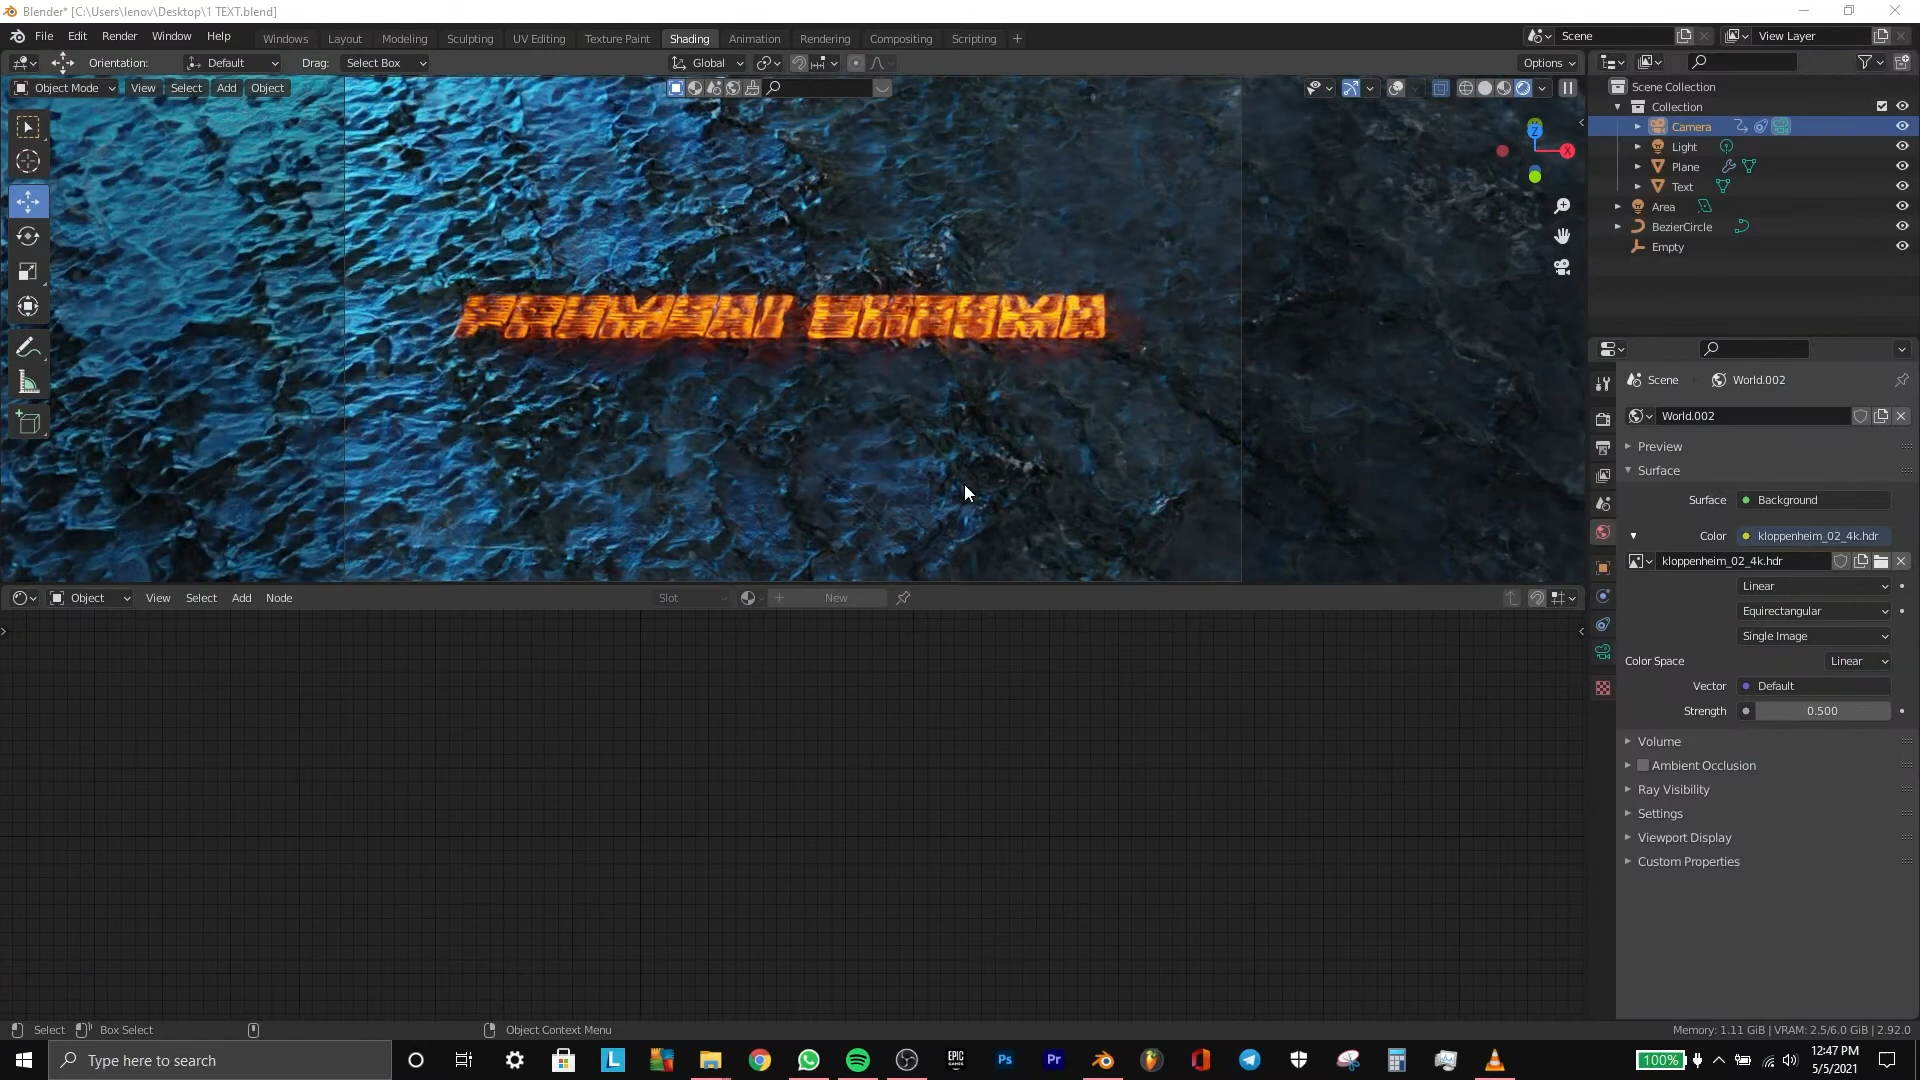 Blender* [C:\Users\lenov\Desktop\1 TEXT.blend]
File Edit Render Window Help
Windows Layout Modeling Sculpting UV Editing Texture Paint Shading Animation Rendering Compositing Scripting +
Scene
View Layer
Orientation: Default Drag: Select Box
Global
Options
Object Mode View Select Add Object
Z
X
Scene Collection
Collection
Camera
Light
Plane
Text
Area
BezierCircle
Empty
Scene World.002
World.002
Preview
Surface
Surface Background
Color kloppenheim_02_4k.hdr
kloppenheim_02_4k.hdr
Linear
Equirectangular
Single Image
Color Space Linear
Vector Default
Strength 0.500
Volume
Ambient Occlusion
Ray Visibility
Settings
Viewport Display
Custom Properties
Object View Select Add Node
Slot
New
Select Box Select
Object Context Menu
Memory: 1.11 GiB | VRAM: 2.5/6.0 GiB | 2.92.0
Type here to search
L
EPIC GAMES
Ps
Pr
100%
12:47 PM
5/5/2021